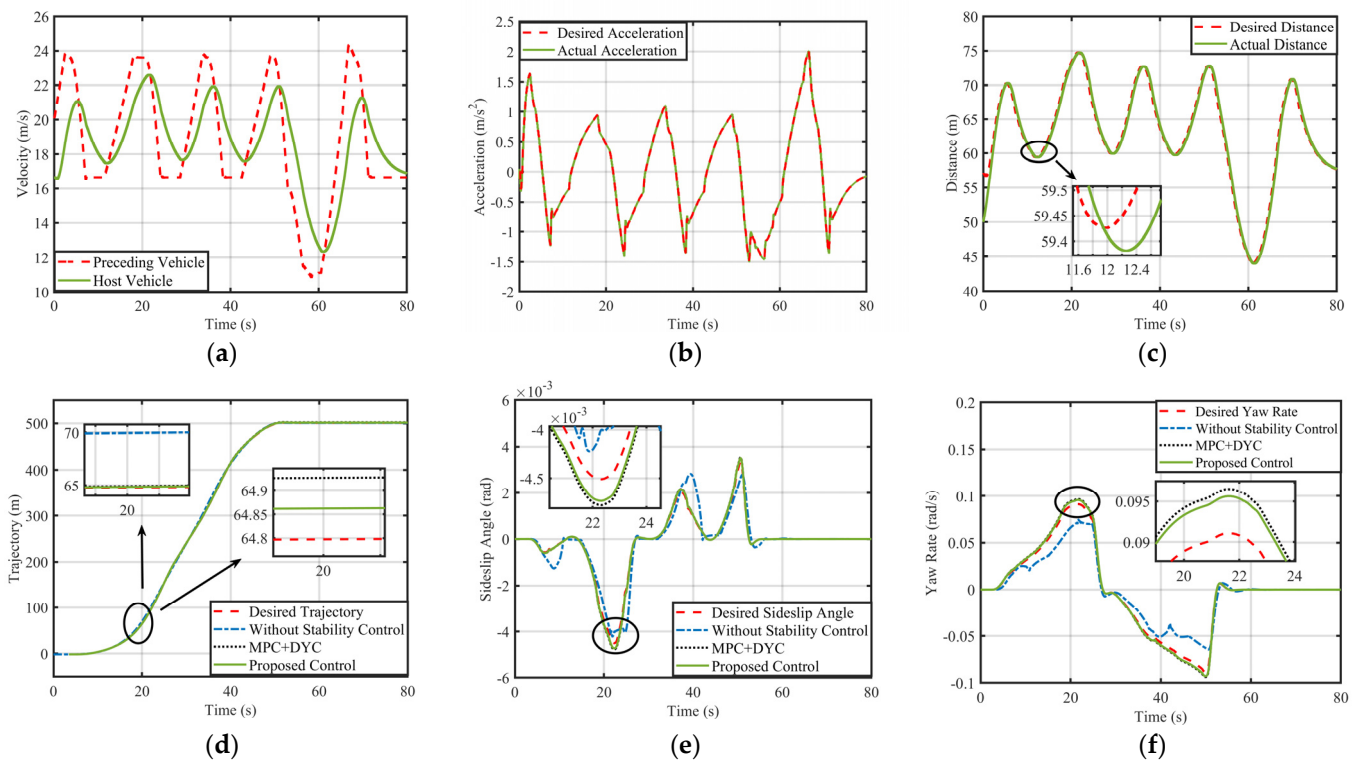 26
24
22
20
18
16
14
12
10
Velocity (m/s)
Preceding Vehicle
Host Vehicle
0 20 40 60 80
Time (s)
(a)
2.5
2
1.5
1
0.5
0
-0.5
-1
-1.5
-2
-2.5
Acceleration (m/s²)
Desired Acceleration
Actual Acceleration
0 20 40 60 80
Time (s)
(b)
85
80
75
70
65
60
55
50
45
40
Distance (m)
Desired Distance
Actual Distance
59.5
59.45
59.4
11.6 12 12.4
0 20 40 60 80
Time (s)
(c)
500
400
300
200
100
0
Trajectory (m)
70
65
20
64.9
64.85
64.8
20
Desired Trajectory
Without Stability Control
MPC+DYC
Proposed Control
0 20 40 60 80
Time (s)
(d)
×10⁻³
6
4
2
0
-2
-4
-6
Sideslip Angle (rad)
×10⁻³
-4
-4.5
22 24
Desired Sideslip Angle
Without Stability Control
MPC+DYC
Proposed Control
0 20 40 60 80
Time (s)
(e)
0.2
0.15
0.1
0.05
0
-0.05
-0.1
Yaw Rate (rad/s)
Desired Yaw Rate
Without Stability Control
MPC+DYC
Proposed Control
0.095
0.09
20 22 24
0 20 40 60 80
Time (s)
(f)